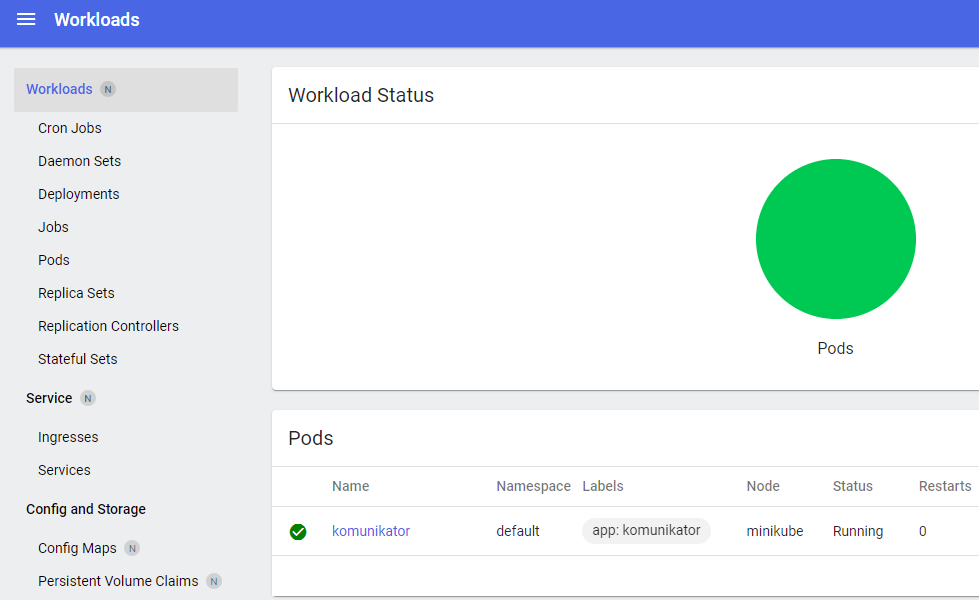 Workloads
Workloads N
Cron Jobs
Daemon Sets
Deployments
Jobs
Pods
Replica Sets
Replication Controllers
Stateful Sets
Service N
Ingresses
Services
Config and Storage
Config Maps N
Persistent Volume Claims N
Workload Status
Pods
Pods
Name Namespace Labels Node Status Restarts
komunikator default app: komunikator minikube Running 0